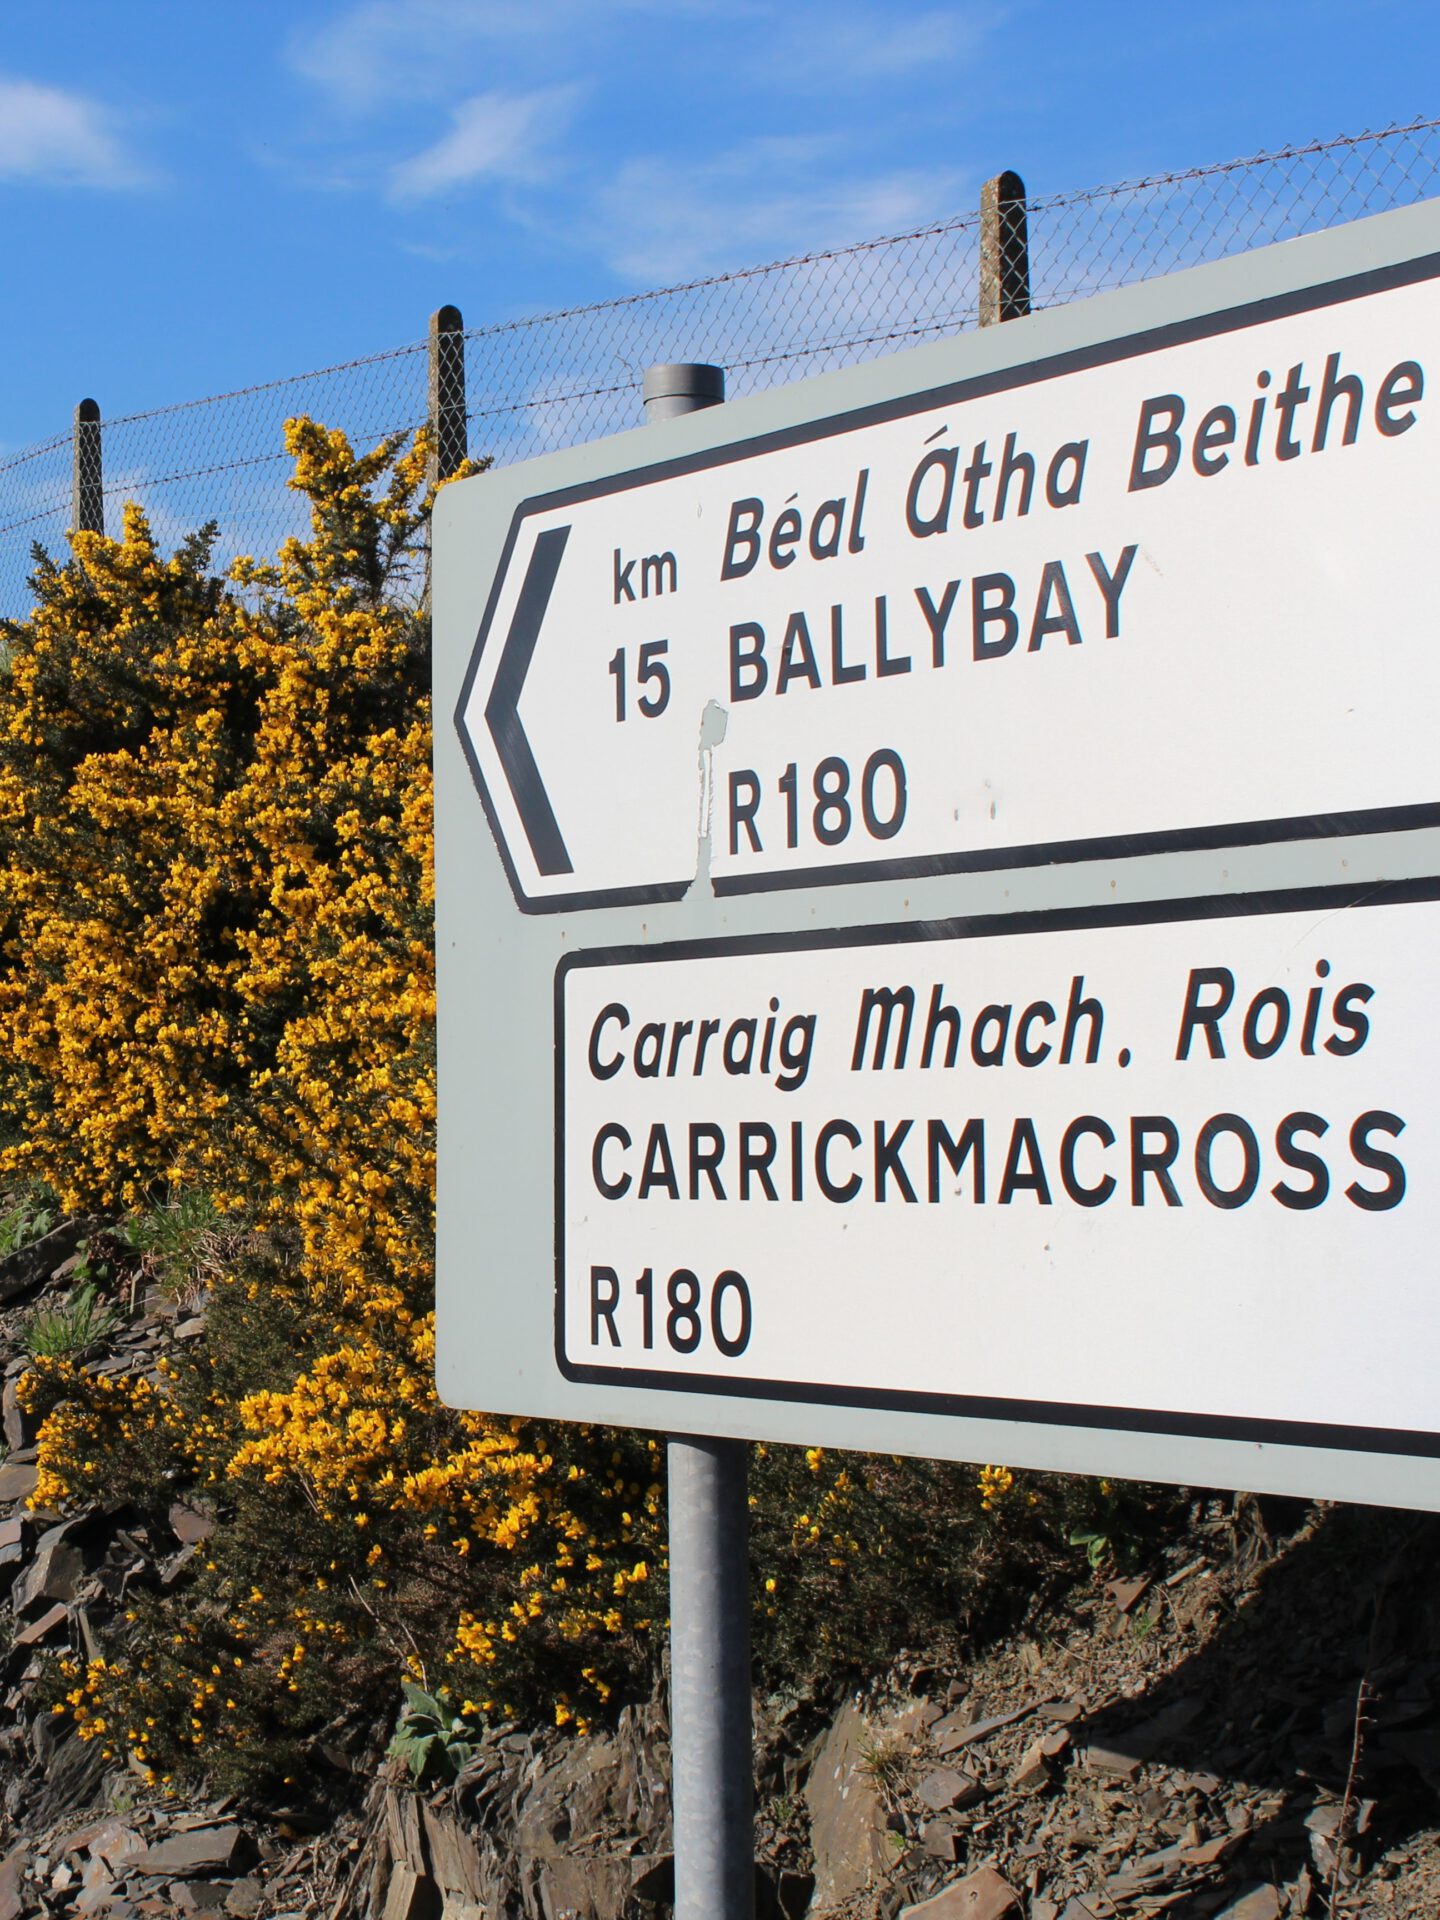 km Béal Átha Beithe
15 BALLYBAY
R180
Carraig Mhach. Rois
CARRICKMACROSS
R180